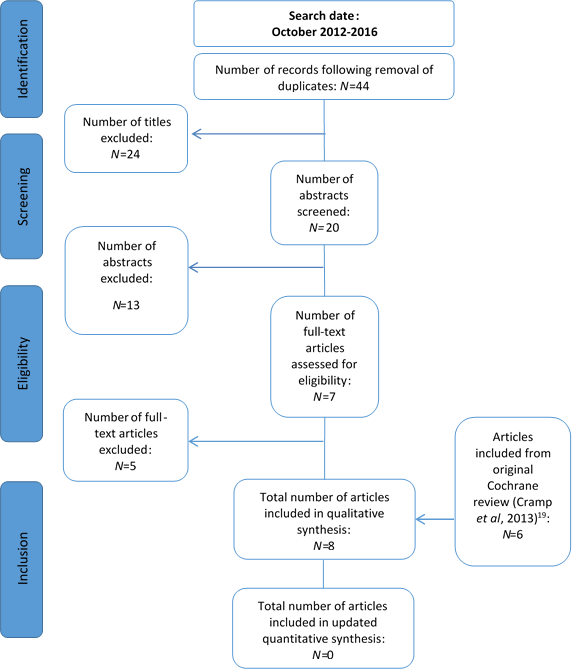 Identification
Search date:
October 2012-2016
Number of records following removal of
duplicates: N=44
Number of titles
excluded:
N=24
Screening
Number of
abstracts
screened:
N=20
Number of
abstracts
excluded:
N=13
Eligibility
Number of
full-text
articles
assessed for
eligibility:
N=7
Number of full-
text articles
excluded:
N=5
Articles
included from
original
Cochrane
review (Cramp
et al, 2013)19:
N=6
Inclusion
Total number of articles
included in qualitative
synthesis:
N=8
Total number of articles
included in updated
quantitative synthesis:
N=0